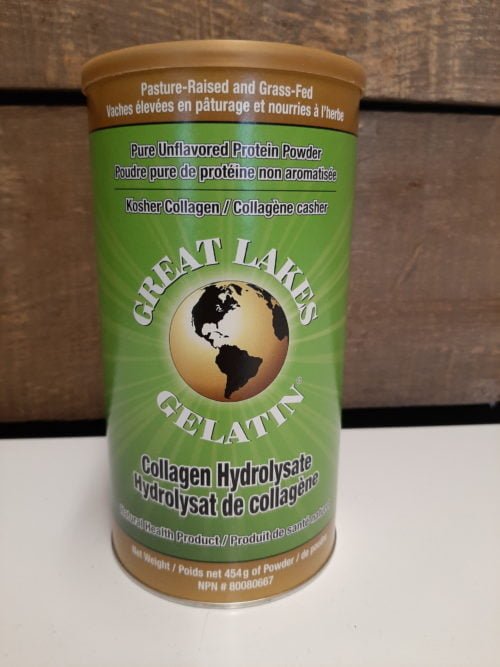 Pasture-Raised and Grass-Fed
Vaches élevées en pâturage et nourries à l'herbe
Pure Unflavored Protein Powder
Poudre pure de protéine non aromatisée
Kosher Collagen / Collagène casher
GREAT LAKES
GELATIN®
Collagen Hydrolysate
Hydrolysat de collagène
Natural Health Product / Produit de santé naturel
Net Weight / Poids net 454g of Powder / de poudre
NPN # 80080667